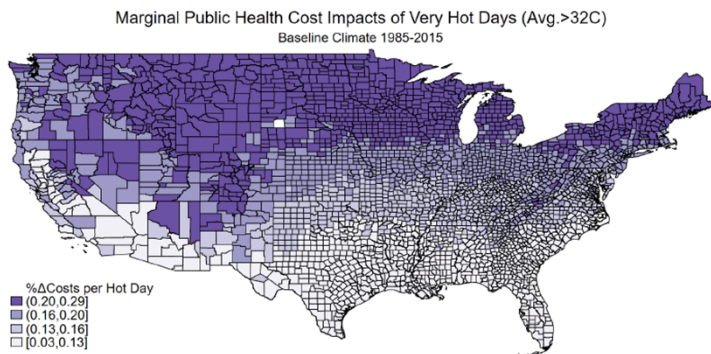 Marginal Public Health Cost Impacts of Very Hot Days (Avg.>32C)
Baseline Climate 1985-2015
%ΔCosts per Hot Day
(0.20,0.29]
(0.16,0.20]
(0.13,0.16]
[0.03,0.13]